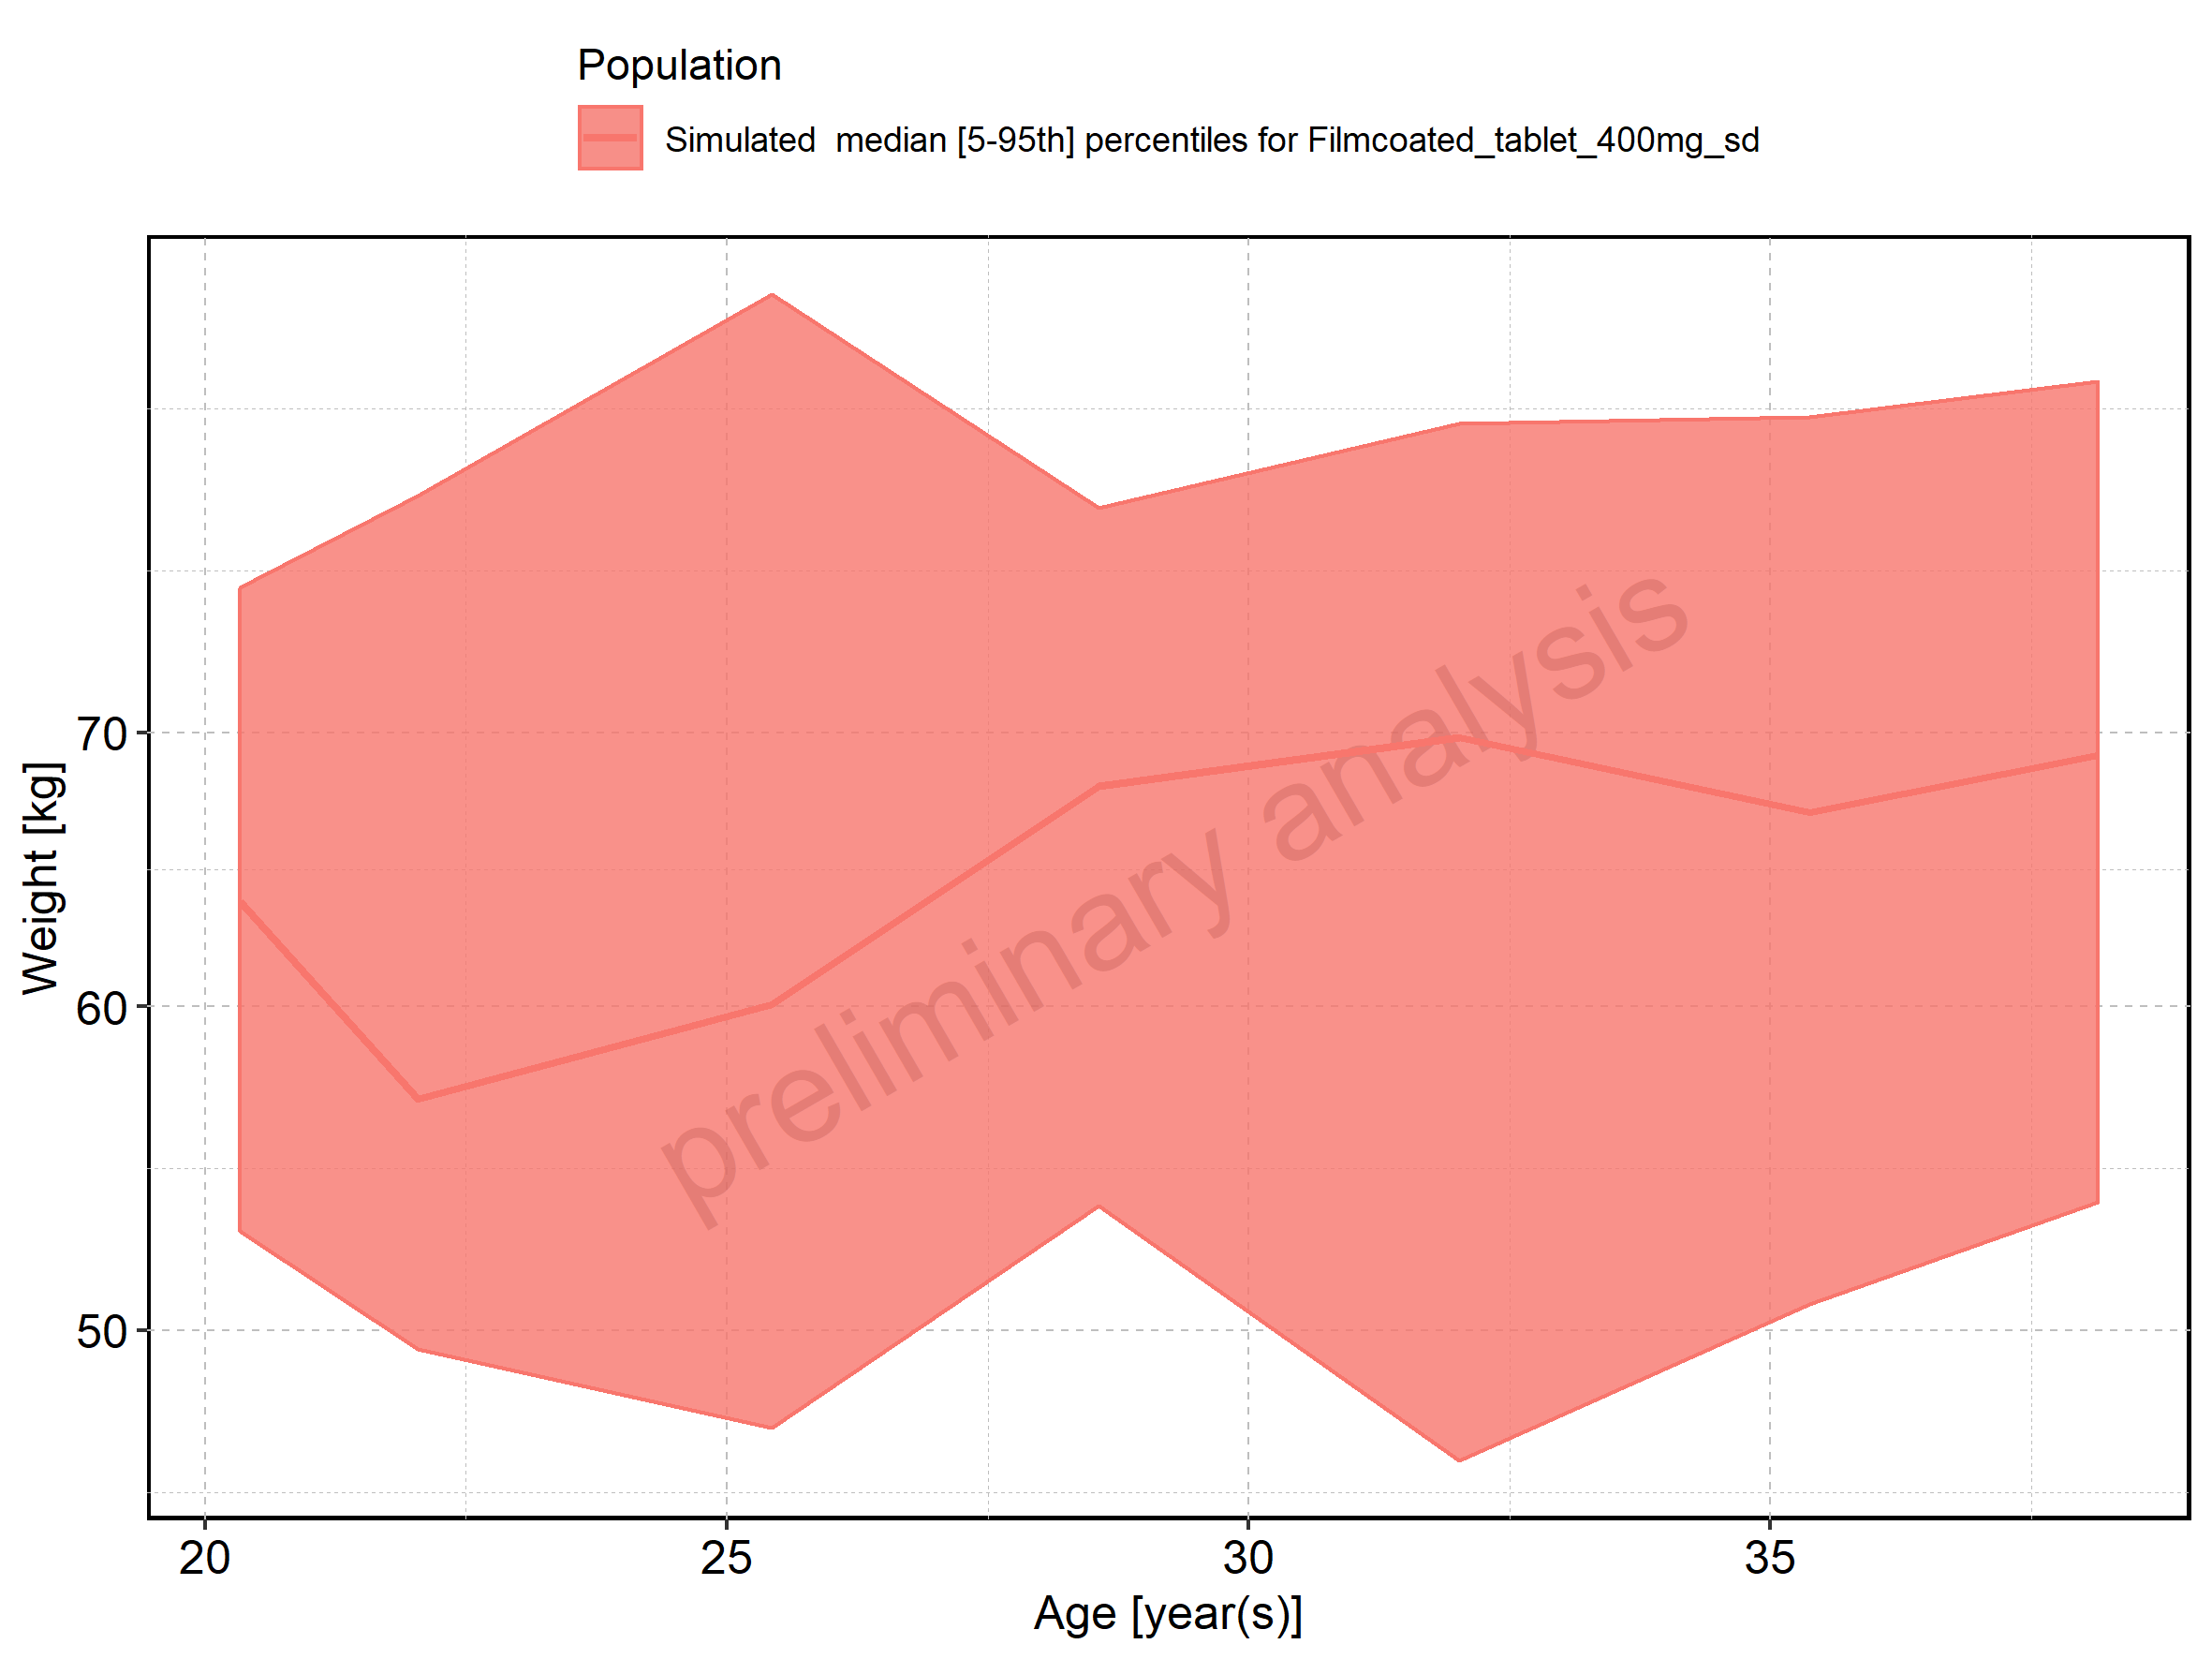 Population
Simulated  median [5-95th] percentiles for Filmcoated_tablet_400mg_sd
70
60
50
Weight [kg]
preliminary analysis
20 25 30 35
Age [year(s)]